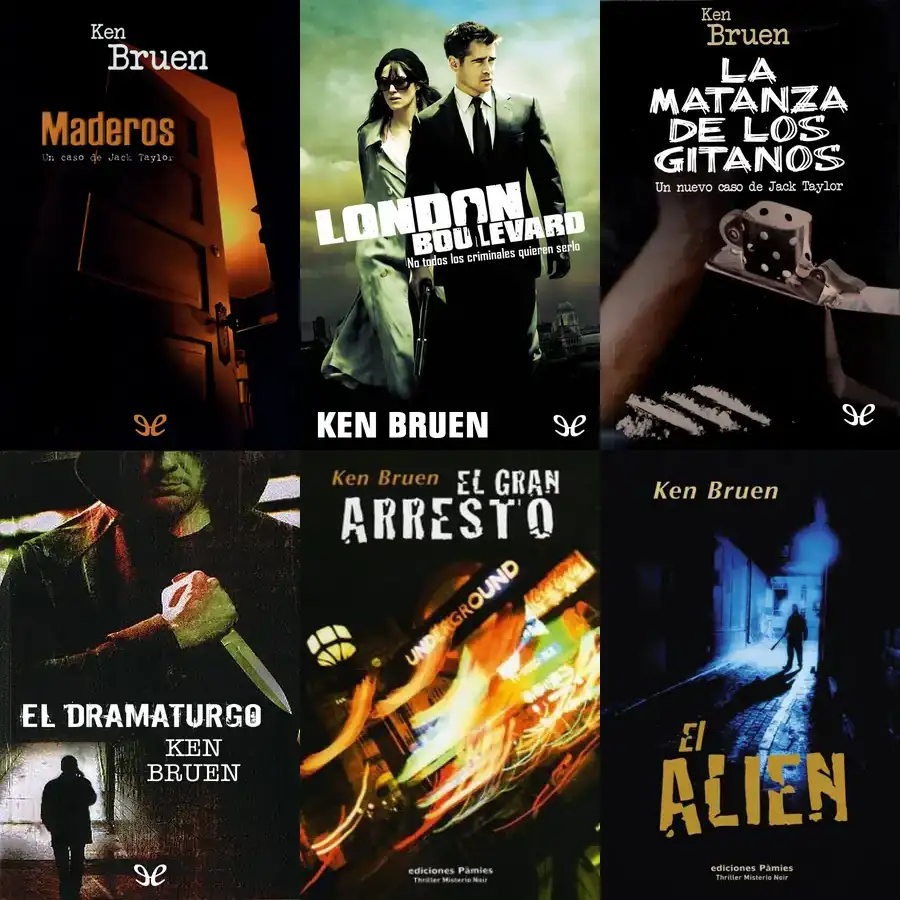 Ken
Bruen
Maderos
Un caso de Jack Taylor
LONDON
BOULEVARD
No todos los criminales quieren serlo
KEN BRUEN
Ken
Bruen
LA
MATANZA
DE LOS
GITANOS
Un nuevo caso de Jack Taylor
EL DRAMATURGO
KEN
BRUEN
Ken Bruen
EL GRAN
ARRESTO
UNDERGROUND
ediciones Pàmies
Thriller Misterio Noir
Ken Bruen
El
ALIEN
ediciones Pàmies
Thriller Misterio Noir